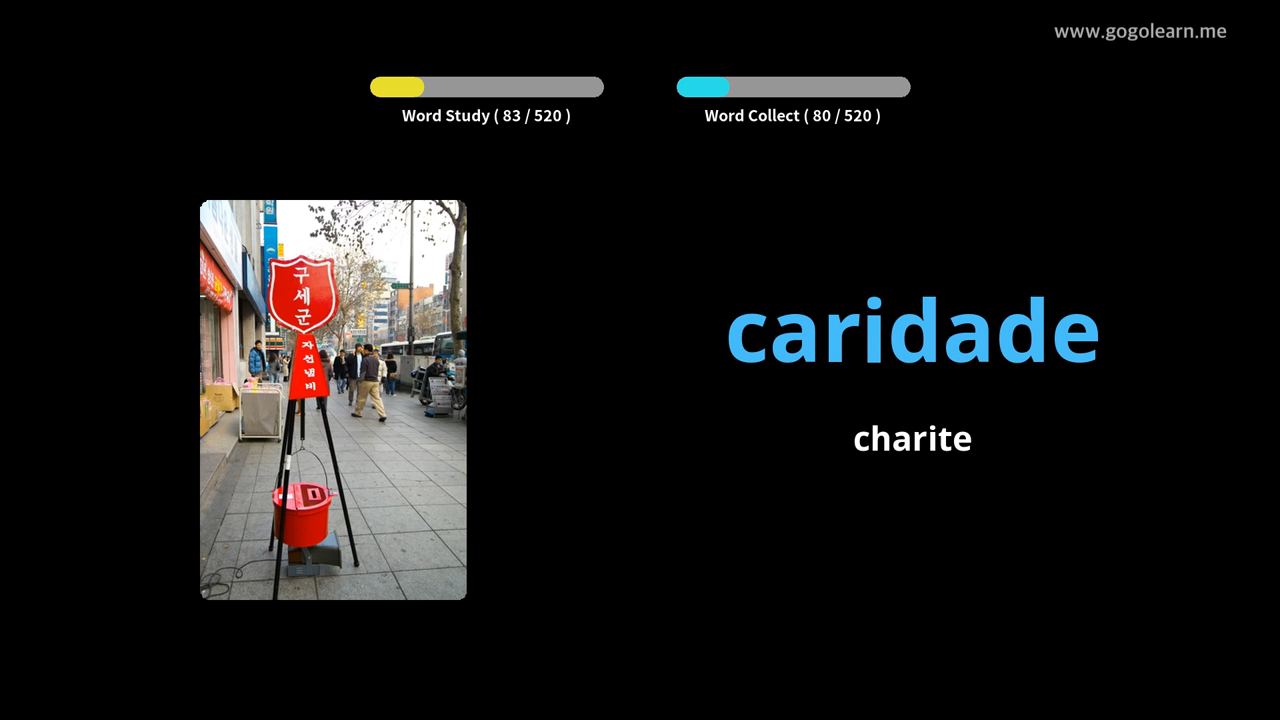 www.gogolearn.me
Word Study ( 83 / 520 )
Word Collect ( 80 / 520 )
구
세
군
자
선
냄
비
caridade
charite